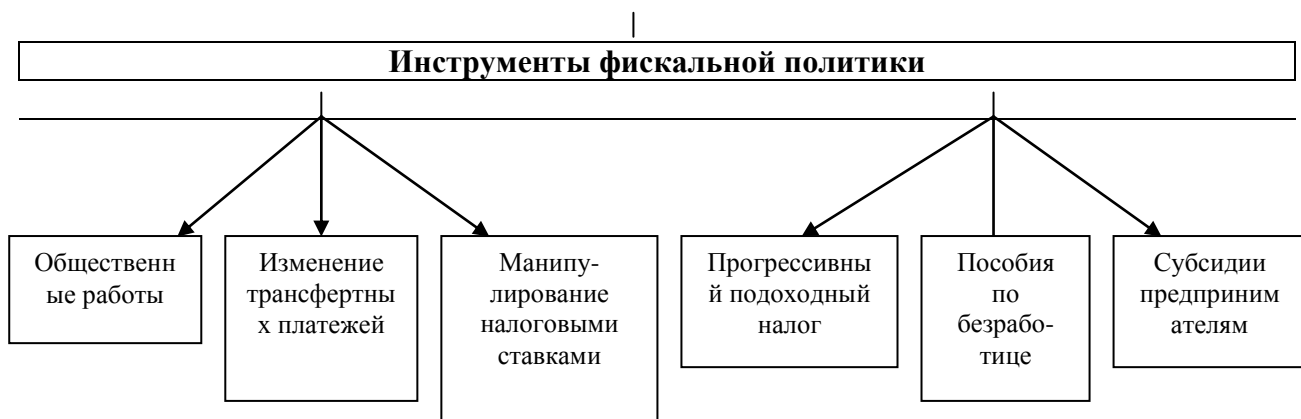 Инструменты фискальной политики
Общественн
ые работы
Изменение
трансфертны
х платежей
Манипу-
лирование
налоговыми
ставками
Прогрессивны
й подоходный
налог
Пособия
по
безрабо-
тице
Субсидии
предприним
ателям